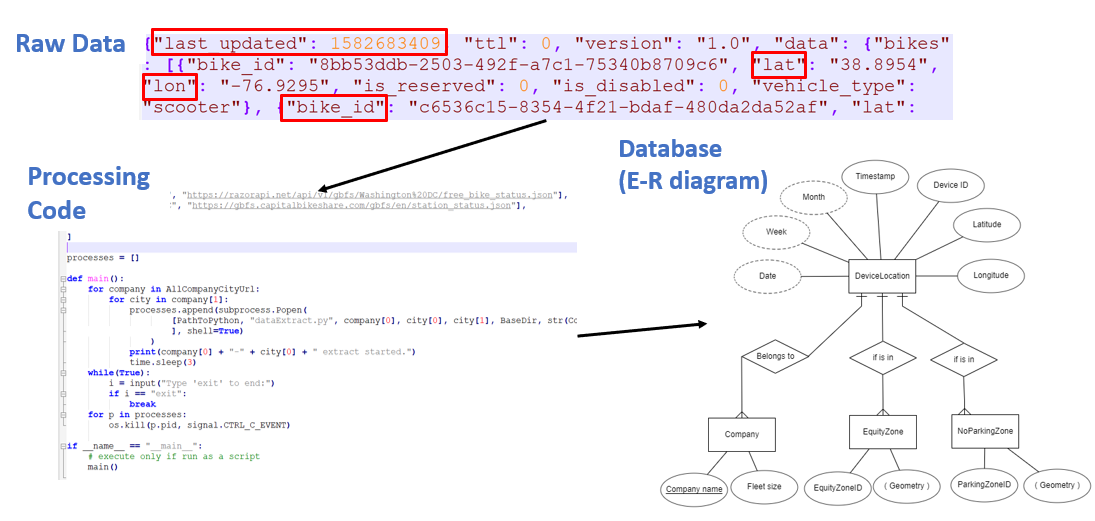 Raw Data
{"last_updated": 1582683409, "ttl": 0, "version": "1.0", "data": {"bikes"
: [{"bike_id": "8bb53ddb-2503-492f-a7c1-75340b8709c6", "lat": "38.8954",
"lon": "-76.9295", "is_reserved": 0, "is_disabled": 0, "vehicle_type":
"scooter"}, {"bike_id": "c6536c15-8354-4f21-bdaf-480da2da52af", "lat":
Processing
Code
, "https://razorapi.net/api/v1/gbfs/Washington%20DC/free_bike_status.json"],
", "https://gbfs.capitalbikeshare.com/gbfs/en/station_status.json"],
]
processes = []
def main():
for company in AllCompanyCityUrl:
for city in company[1]:
processes.append(subprocess.Popen(
[PathToPython, "dataExtract.py", company[0], city[0], city[1], BaseDir, str(Co
], shell=True)
)
print(company[0] + "-" + city[0] + " extract started.")
time.sleep(3)
while(True):
i = input("Type 'exit' to end:")
if i == "exit":
break
for p in processes:
os.kill(p.pid, signal.CTRL_C_EVENT)
if __name__ == "__main__":
# execute only if run as a script
main()
Database
(E-R diagram)
Timestamp
Month
Device ID
Week
Latitude
Date
DeviceLocation
Longitude
Belongs to
if is in
if is in
Company
EquityZone
NoParkingZone
Company name
Fleet size
EquityZoneID
( Geometry )
ParkingZoneID
( Geometry )